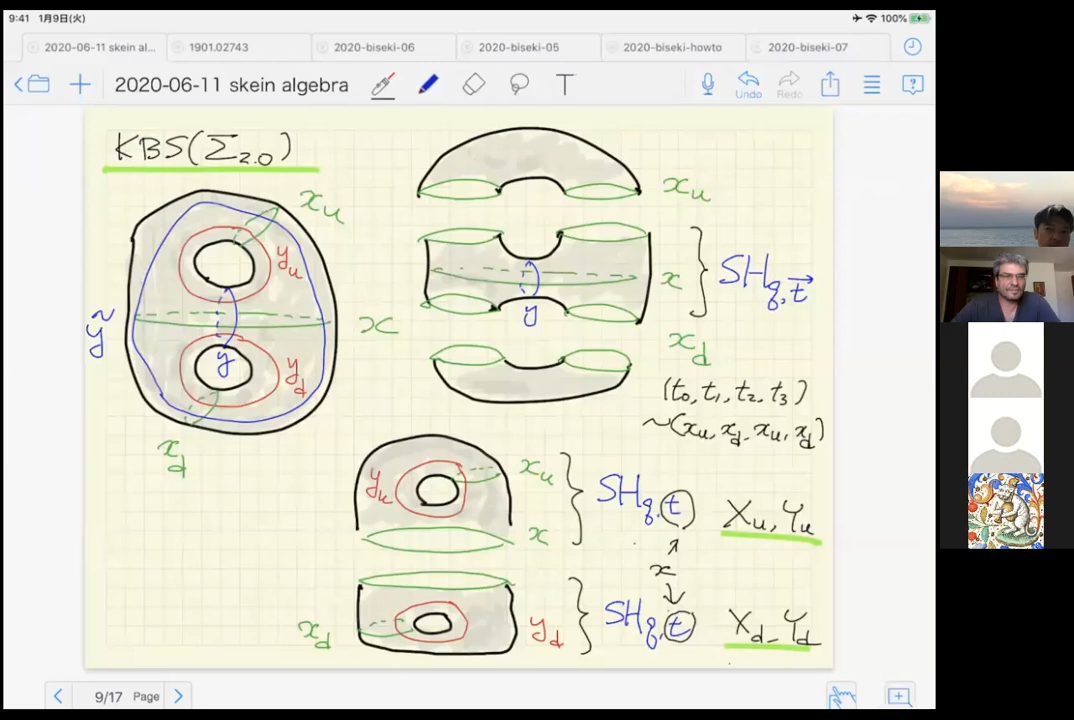 9:41 1月9日(火)
100%
2020-06-11 skein al...
1901.02743
2020-biseki-06
2020-biseki-05
2020-biseki-howto
2020-biseki-07
2020-06-11 skein algebra
T
Undo
Redo
KBS(Σ2.0)
xu
yu
ỹ
x
y
yd
xd
xu
x
y
xd
} SHq,t⃗
(t0, t1, t2, t3)
~(xu, xd, xu, xd)
yu
xu
x
} SHq,t
Xu, Yu
x
xd
yd
} SHq,t
Xd, Yd
9/17 Page